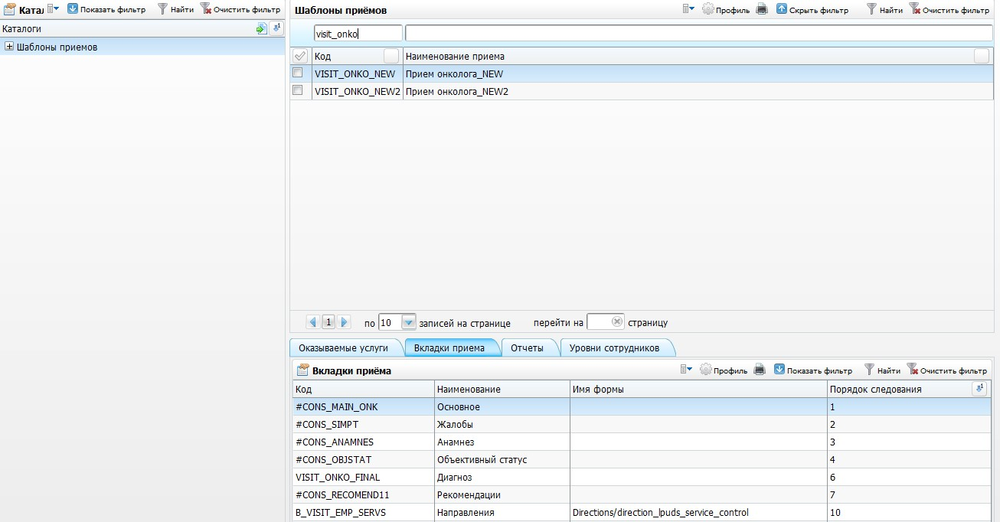 Катал Показать фильтр Найти Очистить фильтр
Каталоги
Шаблоны приемов
Шаблоны приёмов Профиль Скрыть фильтр Найти Очистить фильтр
visit_onko
Код Наименование приема
VISIT_ONKO_NEW Прием онколога_NEW
VISIT_ONKO_NEW2 Прием онколога_NEW2
1 по 10 записей на странице перейти на страницу
Оказываемые услуги Вкладки приема Отчеты Уровни сотрудников
Вкладки приёма Профиль Показать фильтр Найти Очистить фильтр
Код Наименование Имя формы Порядок следования
#CONS_MAIN_ONK Основное 1
#CONS_SIMPT Жалобы 2
#CONS_ANAMNES Анамнез 3
#CONS_OBJSTAT Объективный статус 4
VISIT_ONKO_FINAL Диагноз 6
#CONS_RECOMEND11 Рекомендации 7
B_VISIT_EMP_SERVS Направления Directions/direction_lpuds_service_control 10